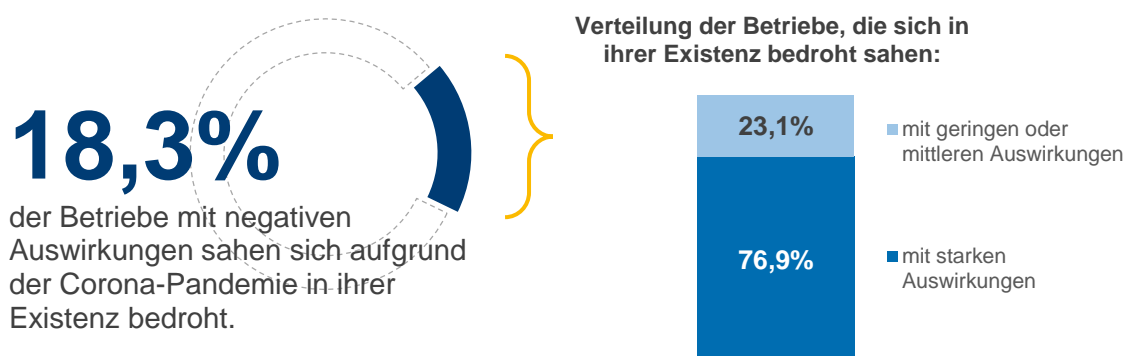 18,3%
der Betriebe mit negativen
Auswirkungen sahen sich aufgrund
der Corona-Pandemie in ihrer
Existenz bedroht.
Verteilung der Betriebe, die sich in
ihrer Existenz bedroht sahen:
23,1%
mit geringen oder
mittleren Auswirkungen
76,9%
mit starken
Auswirkungen